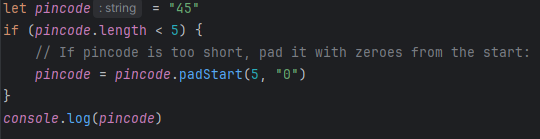 let pincode : string = "45"
if (pincode.length < 5) {
    // If pincode is too short, pad it with zeroes from the start:
    pincode = pincode.padStart(5, "0")
}
console.log(pincode)